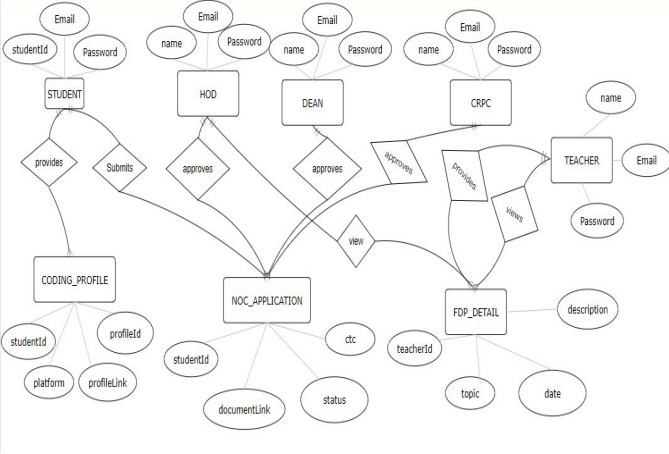 Email
studentId
Password
STUDENT
Email
name
Password
HOD
Email
name
Password
DEAN
Email
name
Password
CRPC
name
TEACHER
Email
Password
provides
Submits
approves
approves
approves
provides
views
view
CODING_PROFILE
studentId
profileId
platform
profileLink
NOC_APPLICATION
studentId
ctc
documentLink
status
FDP_DETAIL
description
teacherId
topic
date